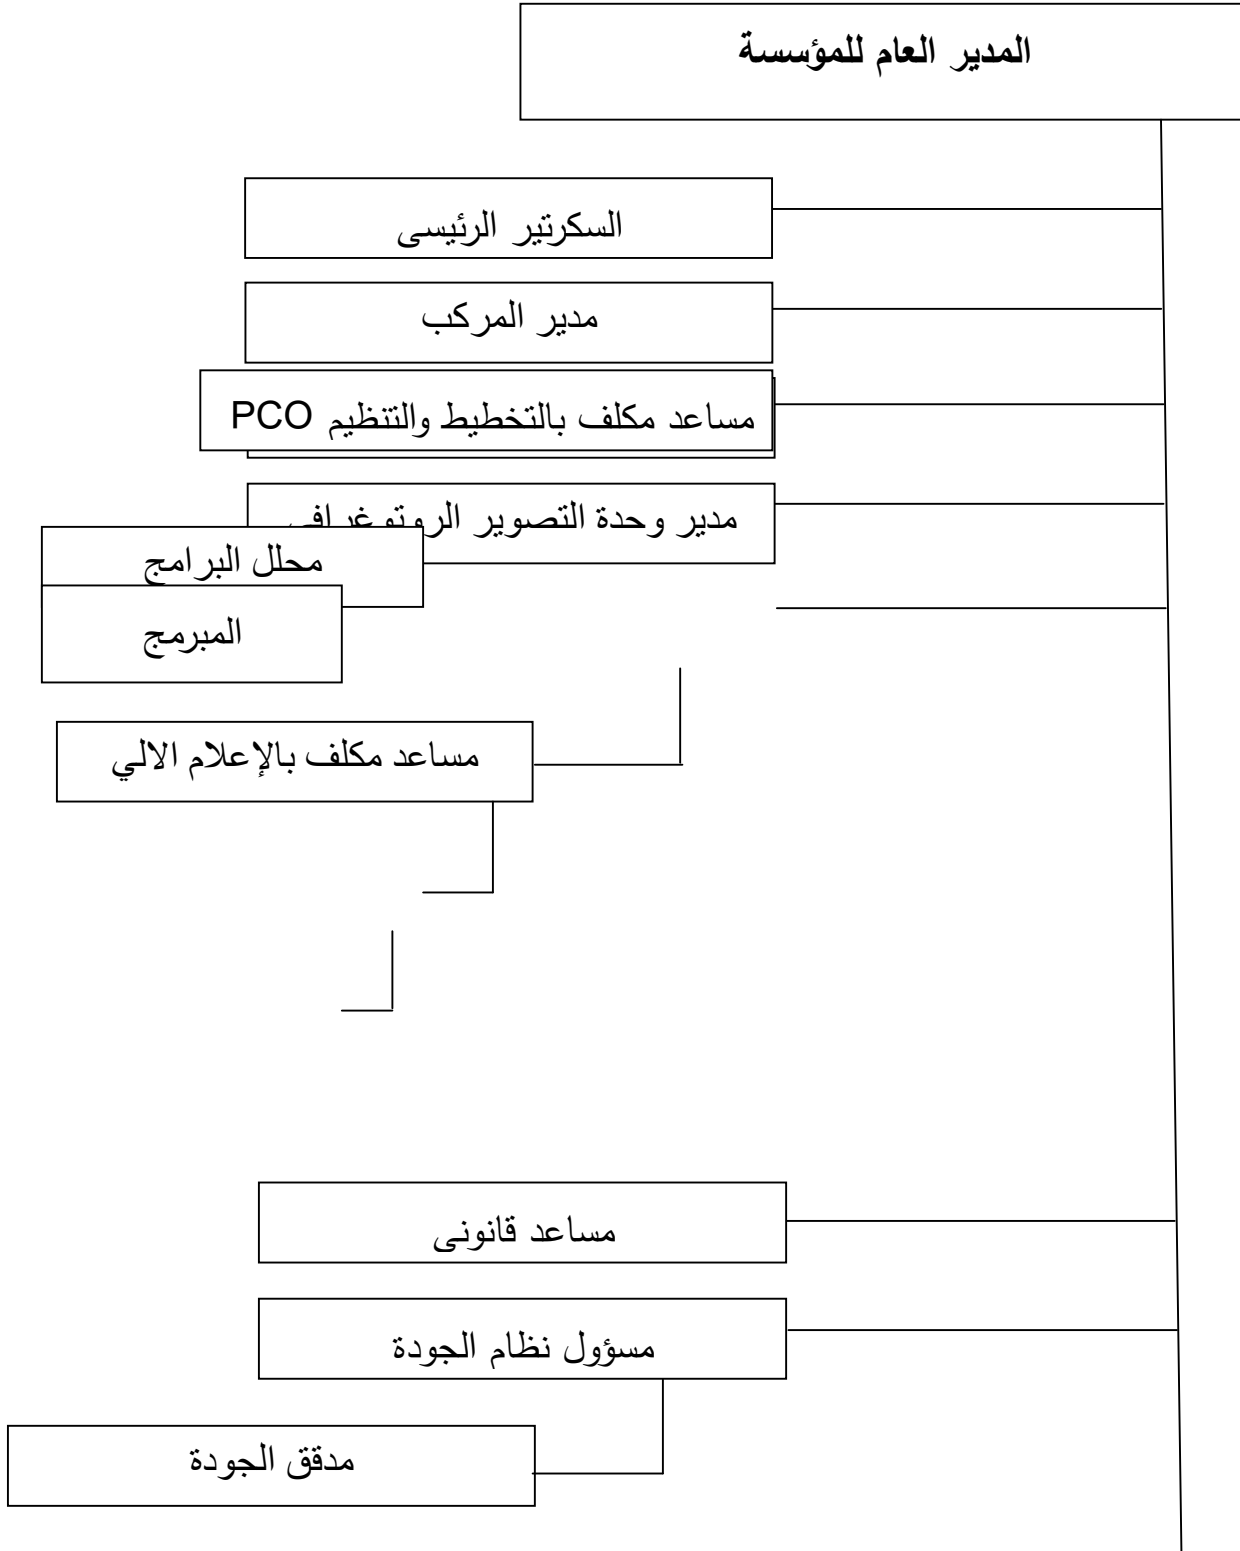 المدير العام للمؤسسة
السكرتير الرئيسى
مدير المركب
مساعد مكلف بالتخطيط والتنظيم PCO
مدير وحدة التصوير الروتوغرافي
محلل البرامج
المبرمج
مساعد مكلف بالإعلام الالي
مساعد قانونى
مسؤول نظام الجودة
مدقق الجودة